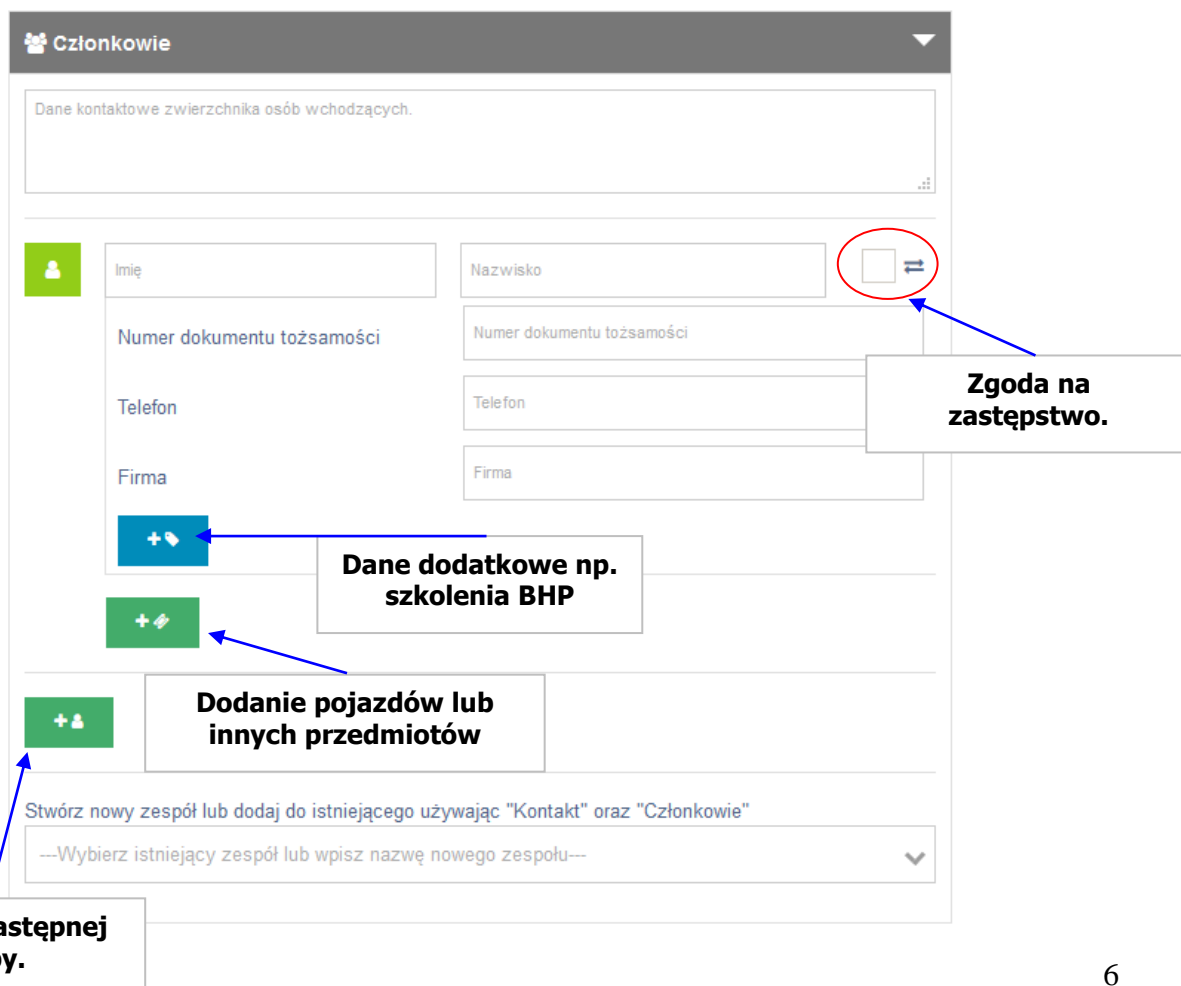 Członkowie
Dane kontaktowe zwierzchnika osób wchodzących.
Imię
Nazwisko
Numer dokumentu tożsamości
Numer dokumentu tożsamości
Zgoda na
zastępstwo.
Telefon
Telefon
Firma
Firma
Dane dodatkowe np.
szkolenia BHP
Dodanie pojazdów lub
innych przedmiotów
Stwórz nowy zespół lub dodaj do istniejącego używając "Kontakt" oraz "Członkowie"
---Wybierz istniejący zespół lub wpisz nazwę nowego zespołu---
astępnej
y.
6